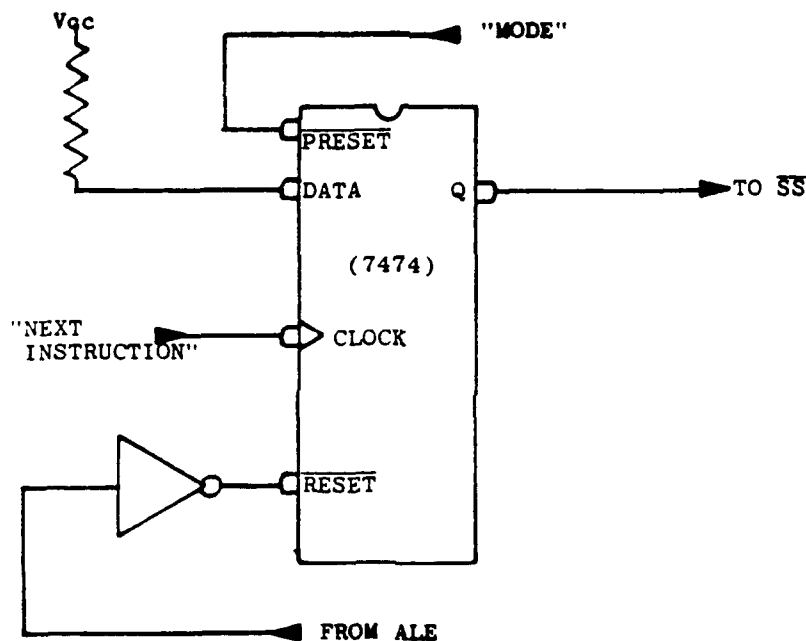 Vcc
"MODE"
PRESET
DATA
Q
TO SS
(7474)
"NEXT
INSTRUCTION"
CLOCK
RESET
FROM ALE